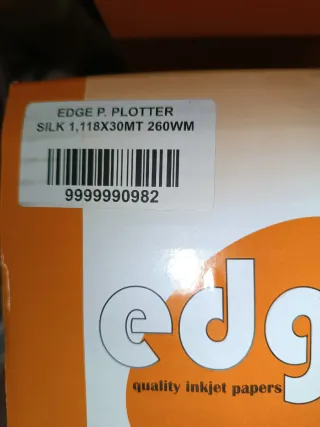 EDGE P. PLOTTER
SILK 1,118X30MT 260WM
9999990982
edg
quality inkjet papers